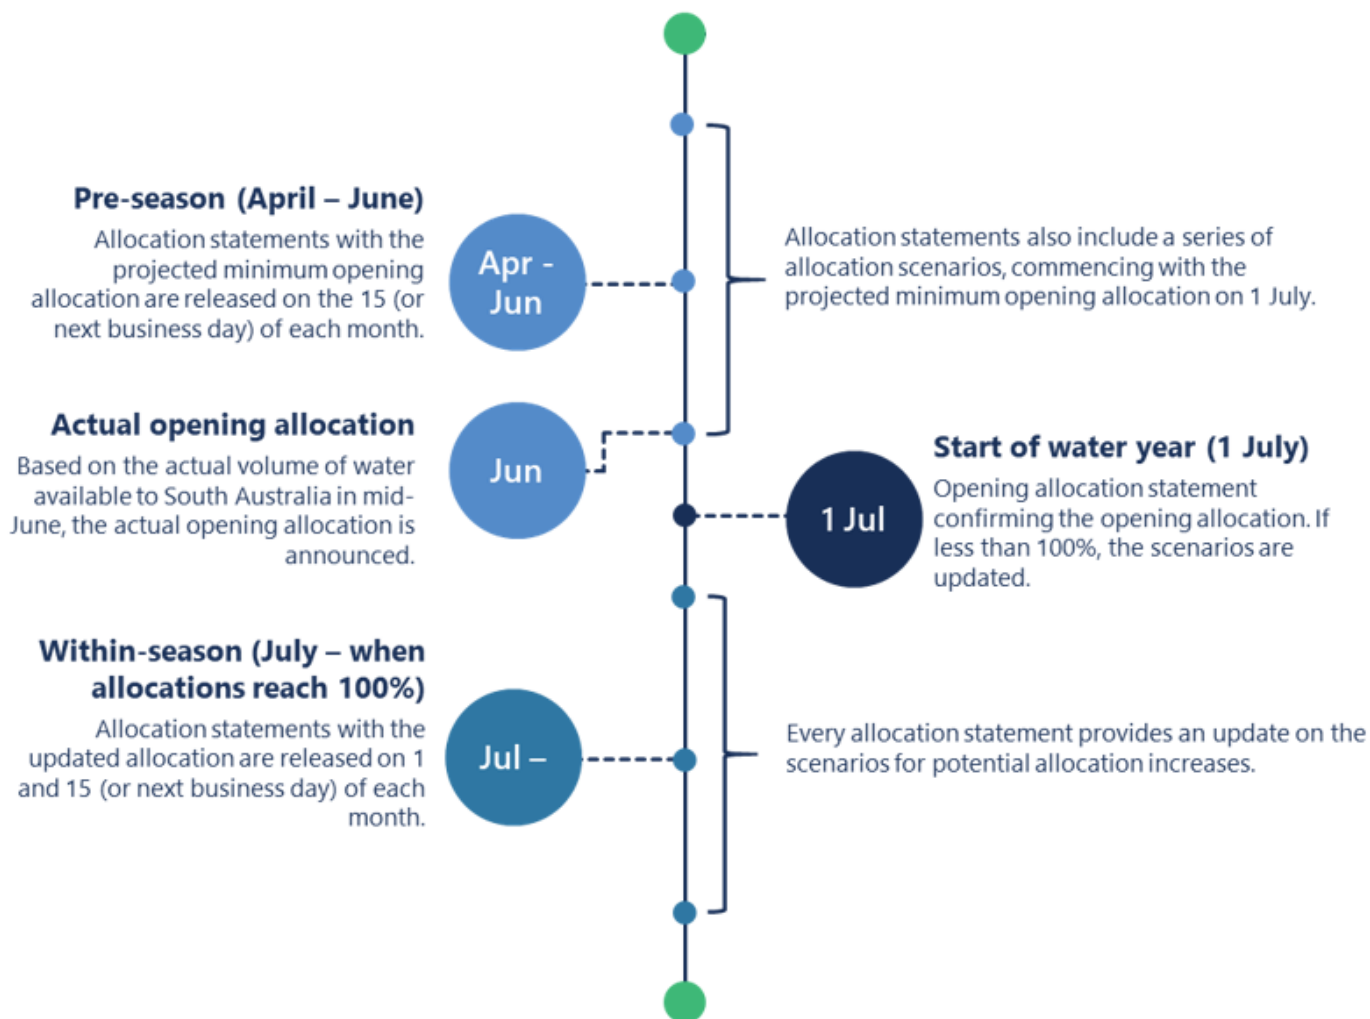 Pre-season (April – June)
Allocation statements with the
projected minimum opening
allocation are released on the 15 (or
next business day) of each month.
Apr -
Jun
Allocation statements also include a series of
allocation scenarios, commencing with the
projected minimum opening allocation on 1 July.
Actual opening allocation
Based on the actual volume of water
available to South Australia in mid-
June, the actual opening allocation is
announced.
Jun
1 Jul
Start of water year (1 July)
Opening allocation statement
confirming the opening allocation. If
less than 100%, the scenarios are
updated.
Within-season (July – when
allocations reach 100%)
Allocation statements with the
updated allocation are released on 1
and 15 (or next business day) of each
month.
Jul –
Every allocation statement provides an update on the
scenarios for potential allocation increases.